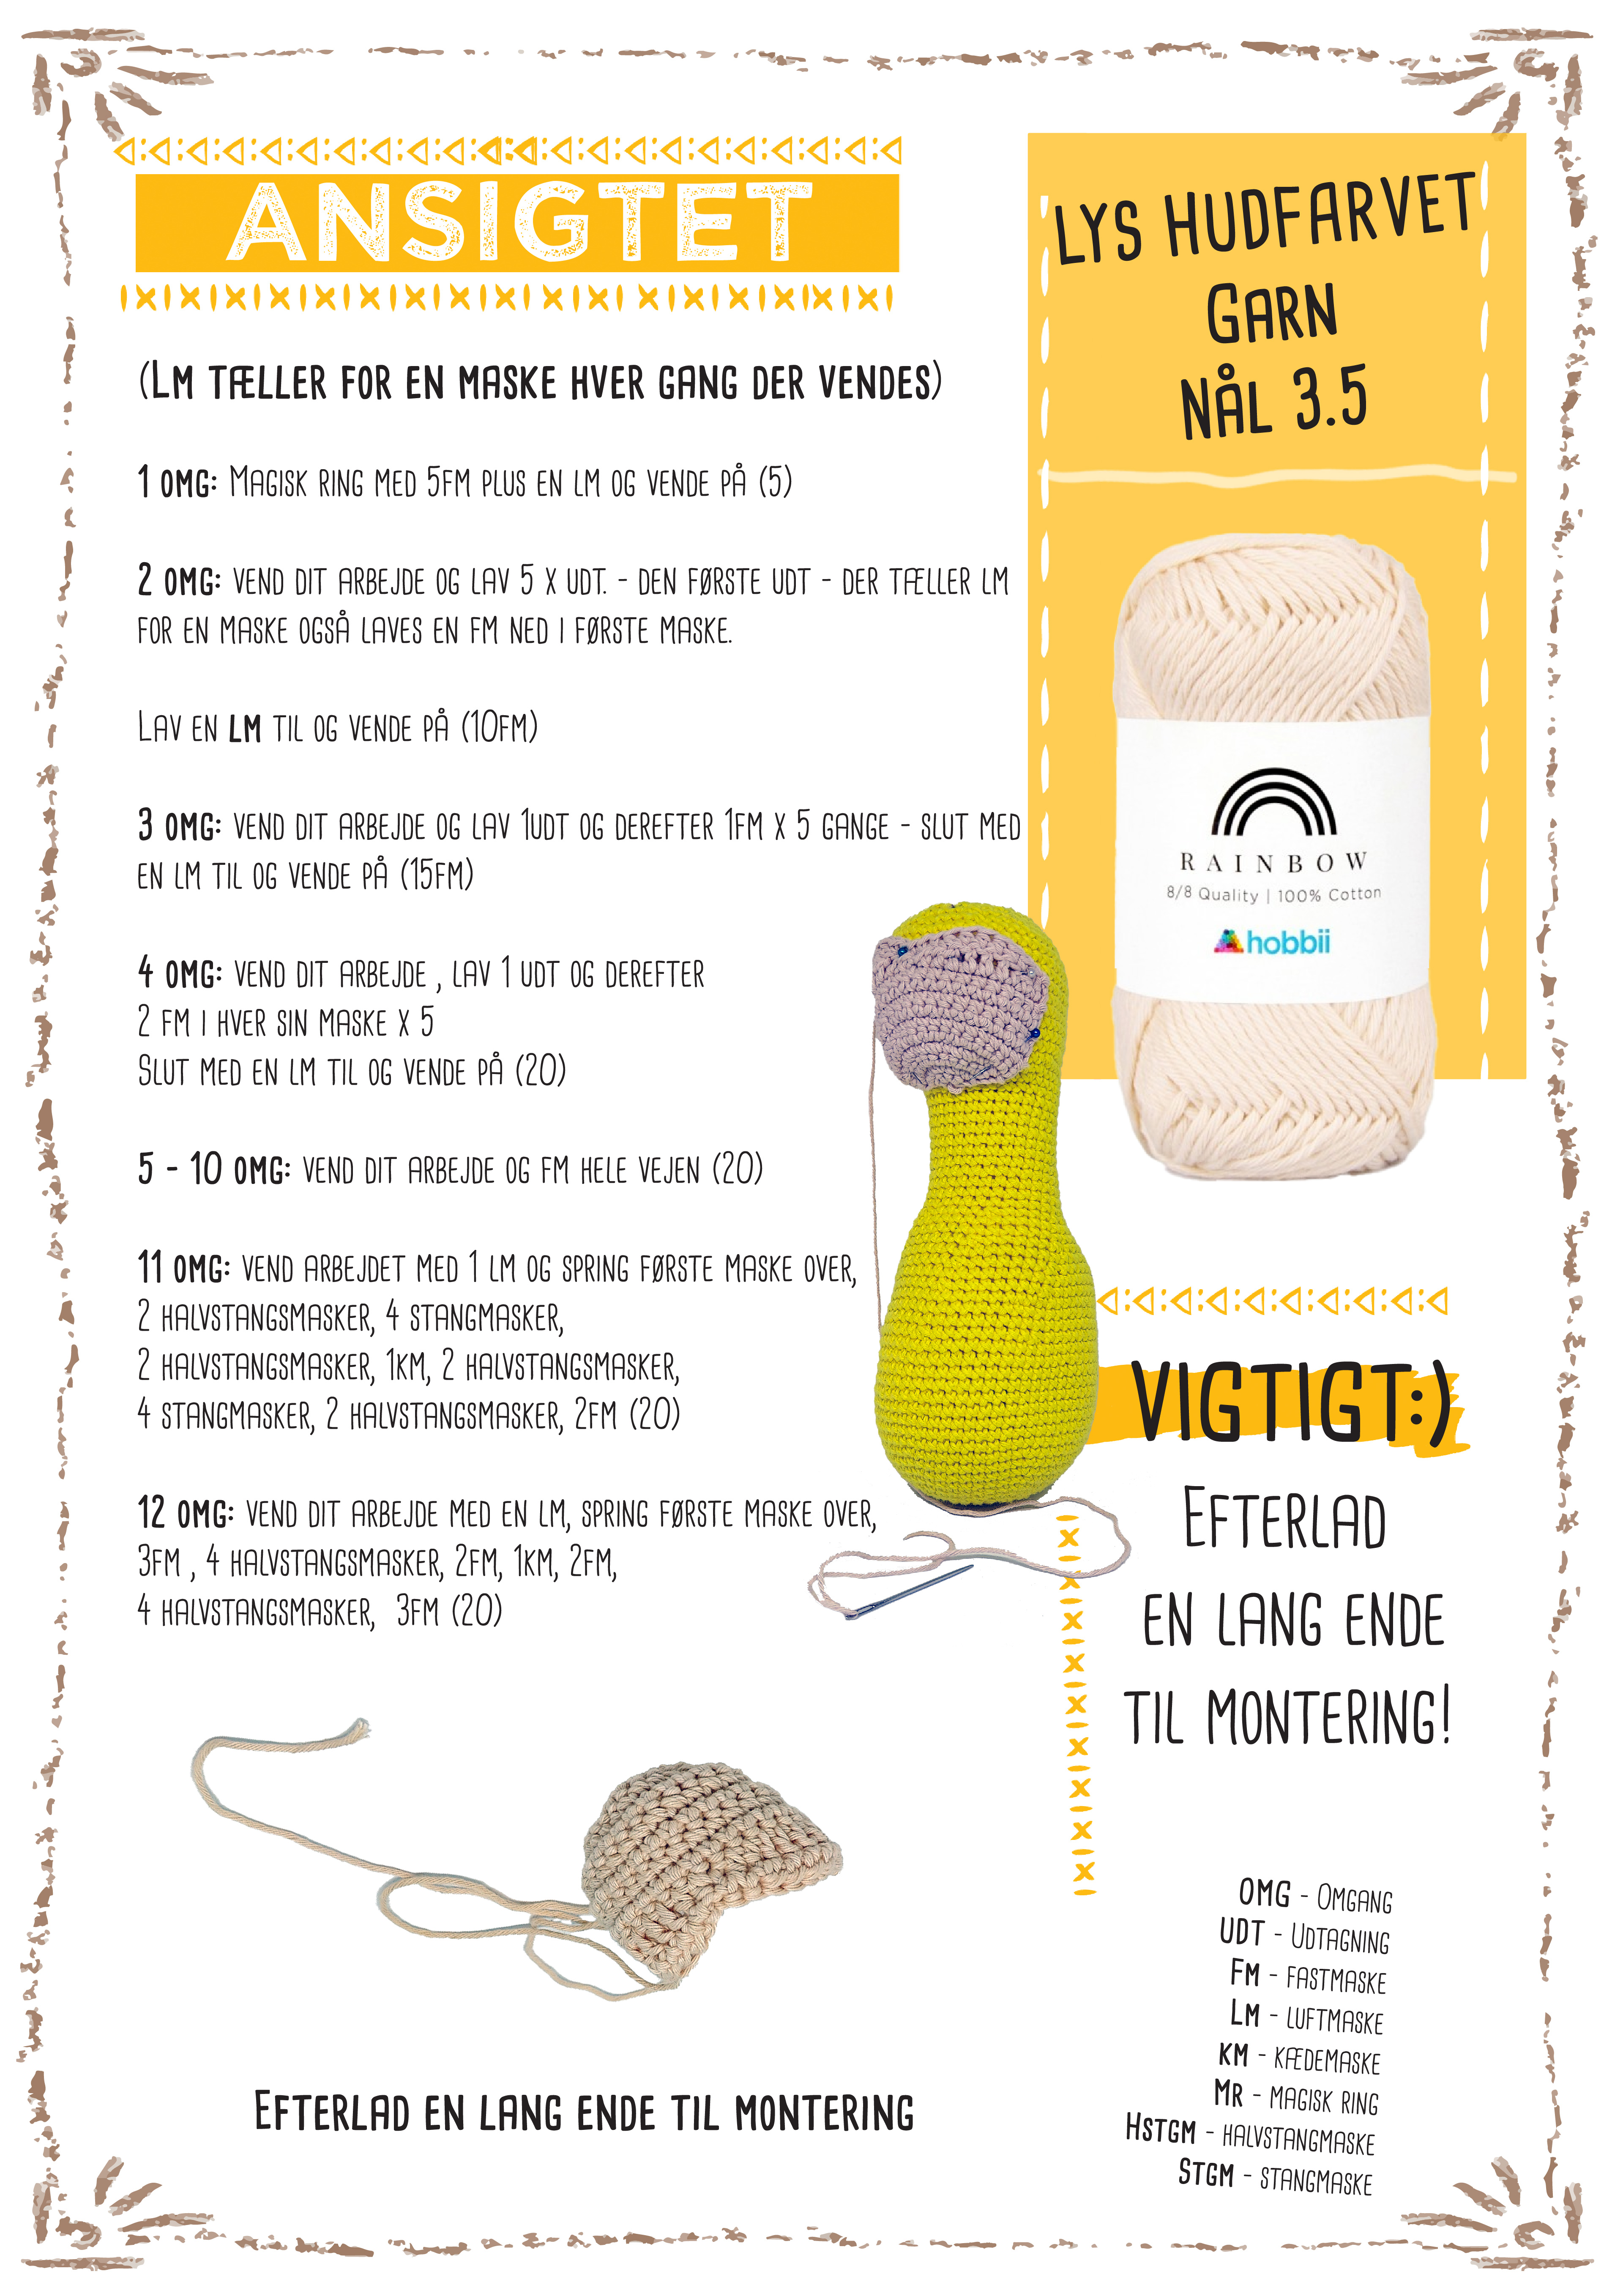 ANSIGTET
(LM TÆLLER FOR EN MASKE HVER GANG DER VENDES)
1 OMG: MAGISK RING MED 5FM PLUS EN LM OG VENDE PÅ (5)
2 OMG: VEND DIT ARBEJDE OG LAV 5 X UDT. - DEN FØRSTE UDT - DER TÆLLER LM
FOR EN MASKE OGSÅ LAVES EN FM NED I FØRSTE MASKE.
LAV EN LM TIL OG VENDE PÅ (10FM)
3 OMG: VEND DIT ARBEJDE OG LAV 1UDT OG DEREFTER 1FM X 5 GANGE - SLUT MED
EN LM TIL OG VENDE PÅ (15FM)
4 OMG: VEND DIT ARBEJDE , LAV 1 UDT OG DEREFTER
2 FM I HVER SIN MASKE X 5
SLUT MED EN LM TIL OG VENDE PÅ (20)
5 - 10 OMG: VEND DIT ARBEJDE OG FM HELE VEJEN (20)
11 OMG: VEND ARBEJDET MED 1 LM OG SPRING FØRSTE MASKE OVER,
2 HALVSTANGSMASKER, 4 STANGMASKER,
2 HALVSTANGSMASKER, 1KM, 2 HALVSTANGSMASKER,
4 STANGMASKER, 2 HALVSTANGSMASKER, 2FM (20)
12 OMG: VEND DIT ARBEJDE MED EN LM, SPRING FØRSTE MASKE OVER,
3FM , 4 HALVSTANGSMASKER, 2FM, 1KM, 2FM,
4 HALVSTANGSMASKER, 3FM (20)
EFTERLAD EN LANG ENDE TIL MONTERING
LYS HUDFARVET
GARN
NÅL 3.5
RAINBOW
8/8 Quality | 100% Cotton
hobbii
VIGTIGT:)
EFTERLAD
EN LANG ENDE
TIL MONTERING!
OMG - OMGANG
UDT - UDTAGNING
FM - FASTMASKE
LM - LUFTMASKE
KM - KÆDEMASKE
MR - MAGISK RING
HSTGM - HALVSTANGMASKE
STGM - STANGMASKE